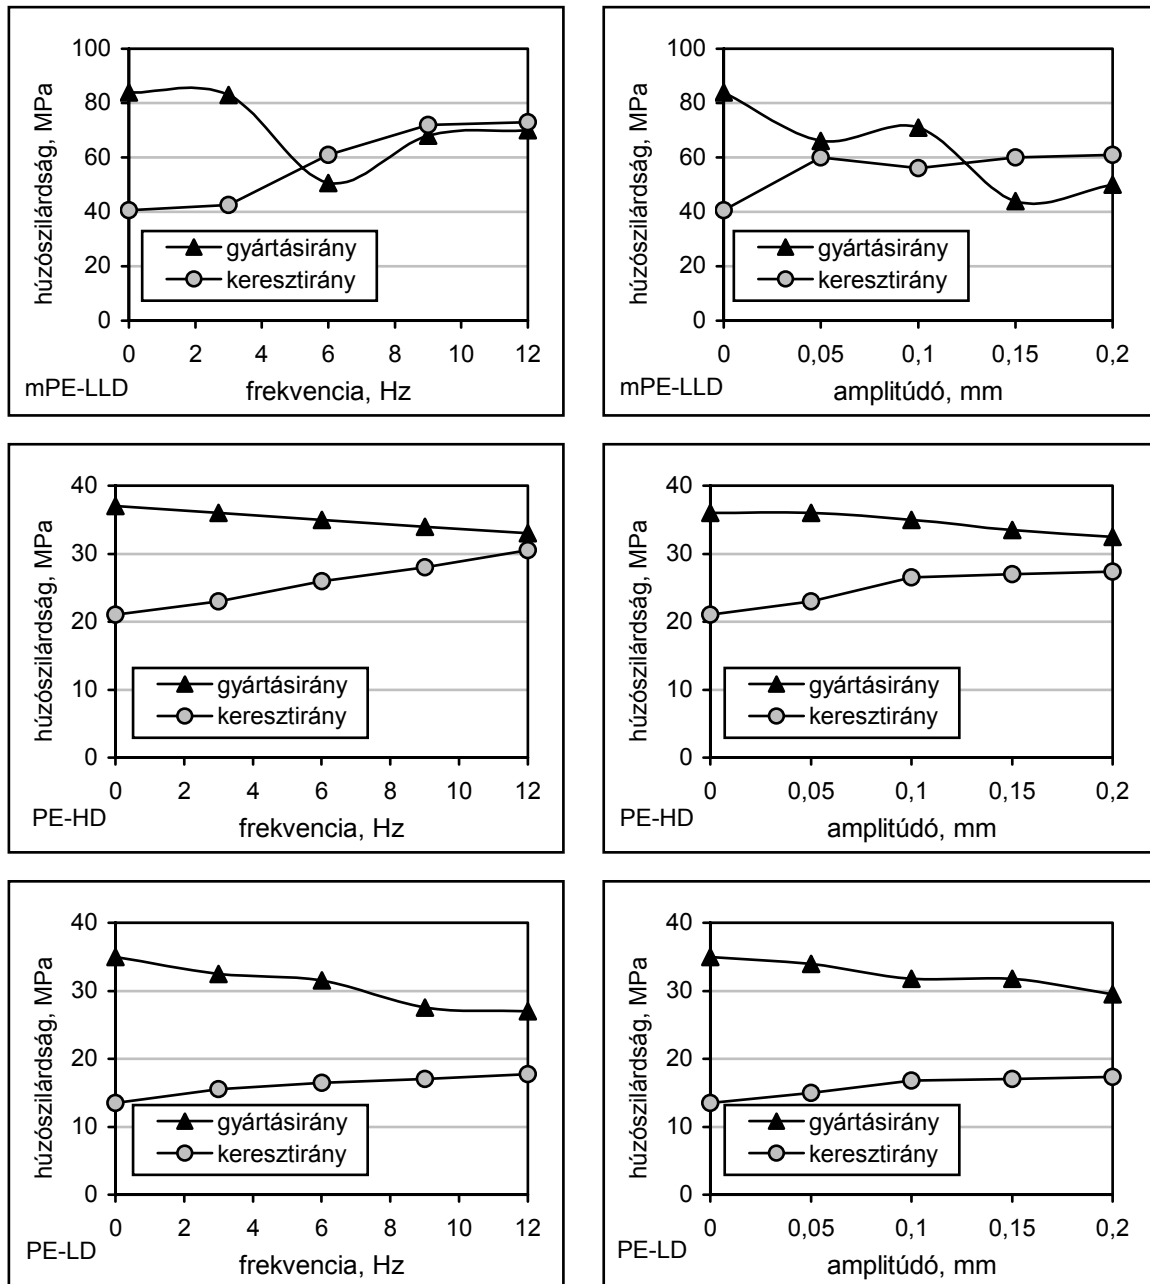 100
80
60
40
20
0
húzószilárdság, MPa
gyártásirány
keresztirány
0 2 4 6 8 10 12
mPE-LLD
frekvencia, Hz
100
80
60
40
20
0
húzószilárdság, MPa
gyártásirány
keresztirány
0 0,05 0,1 0,15 0,2
mPE-LLD
amplitúdó, mm
40
30
20
10
0
húzószilárdság, MPa
gyártásirány
keresztirány
0 2 4 6 8 10 12
PE-HD
frekvencia, Hz
40
30
20
10
0
húzószilárdság, MPa
gyártásirány
keresztirány
0 0,05 0,1 0,15 0,2
PE-HD
amplitúdó, mm
40
30
20
10
0
húzószilárdság, MPa
gyártásirány
keresztirány
0 2 4 6 8 10 12
PE-LD
frekvencia, Hz
40
30
20
10
0
húzószilárdság, MPa
gyártásirány
keresztirány
0 0,05 0,1 0,15 0,2
PE-LD
amplitúdó, mm